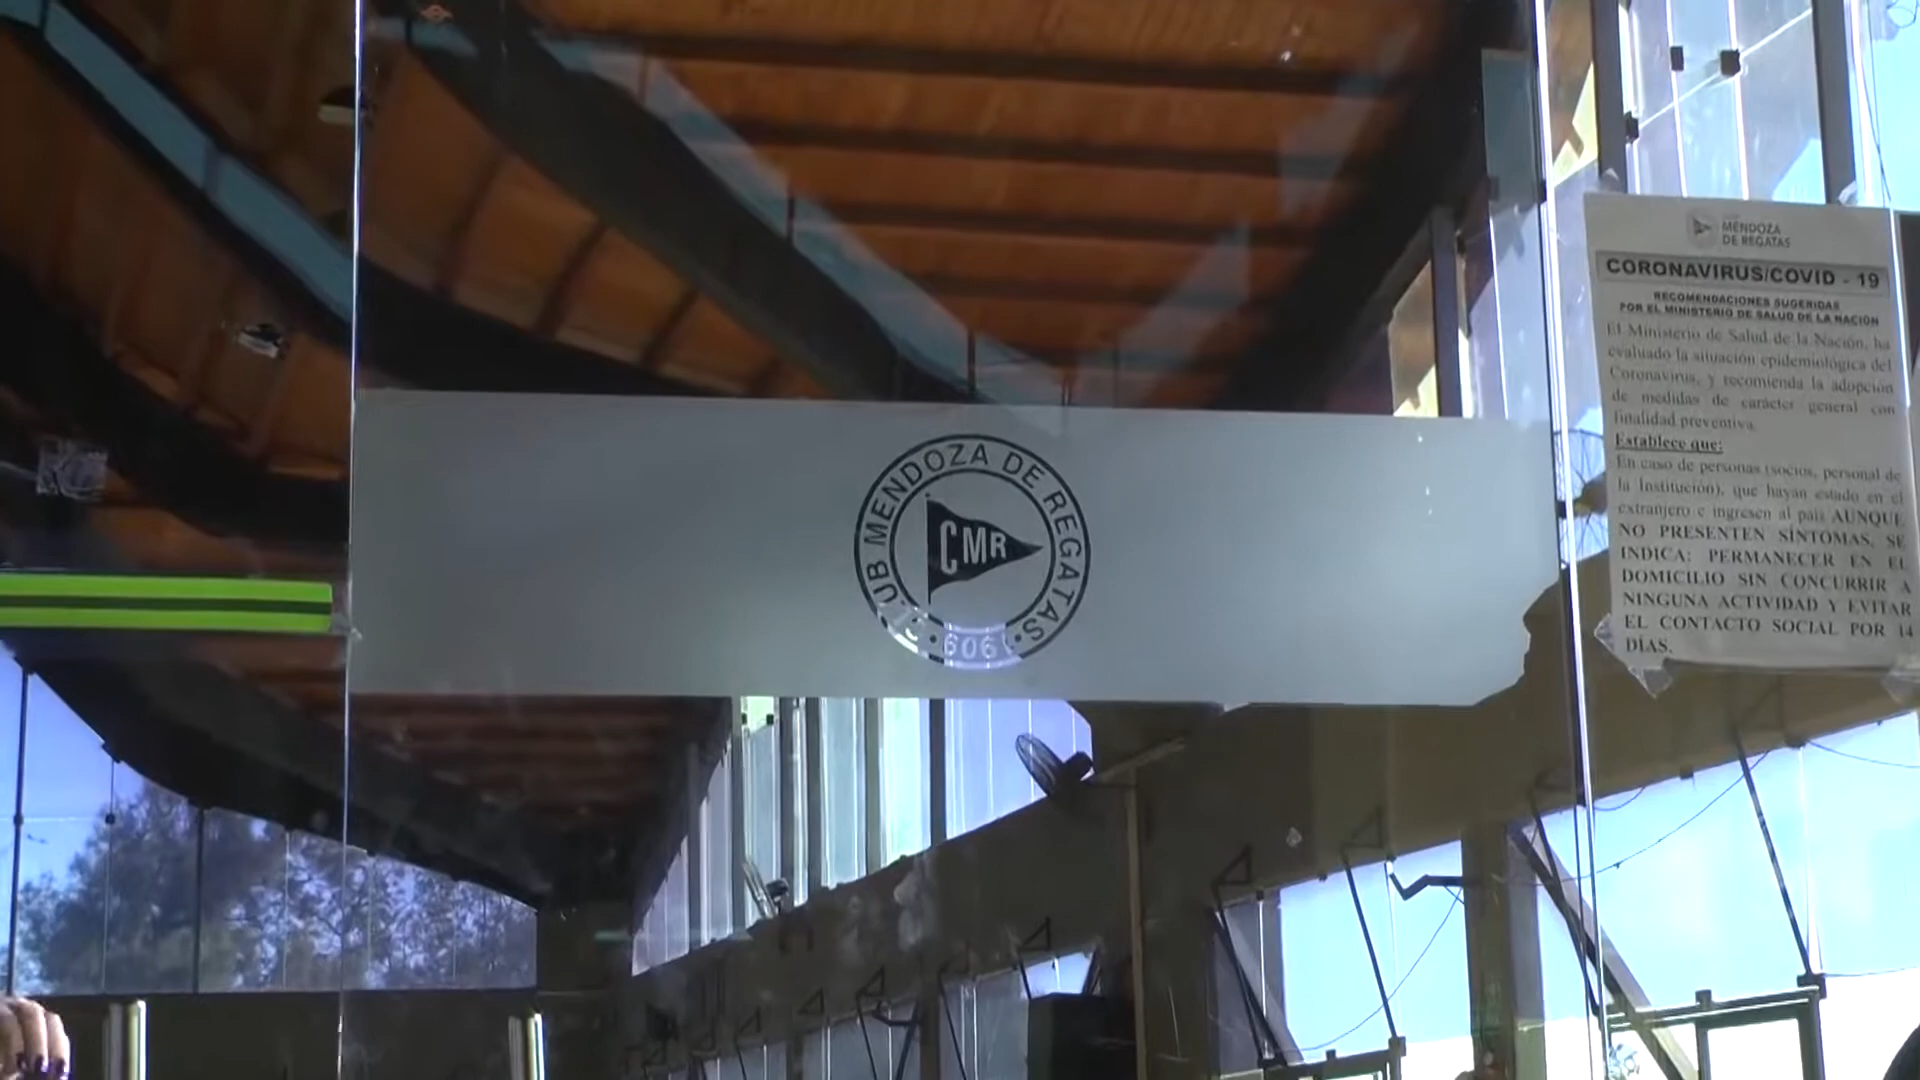 CLUB MENDOZA DE REGATAS
1909
CMR
MENDOZA
DE REGATAS
CORONAVIRUS/COVID - 19
RECOMENDACIONES SUGERIDAS
POR EL MINISTERIO DE SALUD DE LA NACIÓN
El Ministerio de Salud de la Nación, ha
evaluado la situación epidemiológica del
Coronavirus, y recomienda la adopción
de medidas de carácter general con
finalidad preventiva.
Establece que:
En caso de personas (socios, personal de
la Institución), que hayan estado en el
extranjero e ingresen al país AUNQUE
NO PRESENTEN SÍNTOMAS, SE
INDICA: PERMANECER EN EL
DOMICILIO SIN CONCURRIR A
NINGUNA ACTIVIDAD Y EVITAR
EL CONTACTO SOCIAL POR 14
DÍAS.